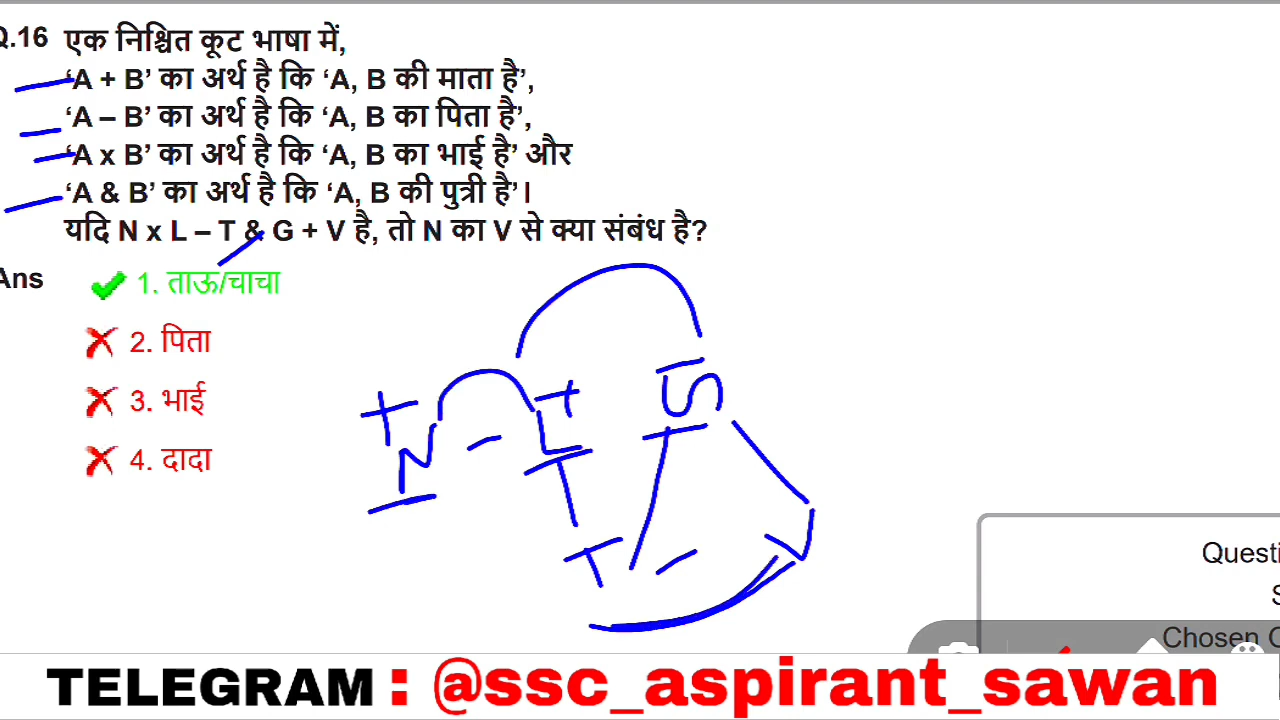 Q.16 एक निश्चित कूट भाषा में,
‘A + B’ का अर्थ है कि ‘A, B की माता है’,
‘A – B’ का अर्थ है कि ‘A, B का पिता है’,
‘A x B’ का अर्थ है कि ‘A, B का भाई है’ और
‘A & B’ का अर्थ है कि ‘A, B की पुत्री है’।
यदि N x L – T & G + V है, तो N का V से क्या संबंध है?
Ans 1. ताऊ/चाचा
2. पिता
3. भाई
4. दादा
+ + –
N – L G
T – V
Questi
S
Chosen O
TELEGRAM : @ssc_aspirant_sawan